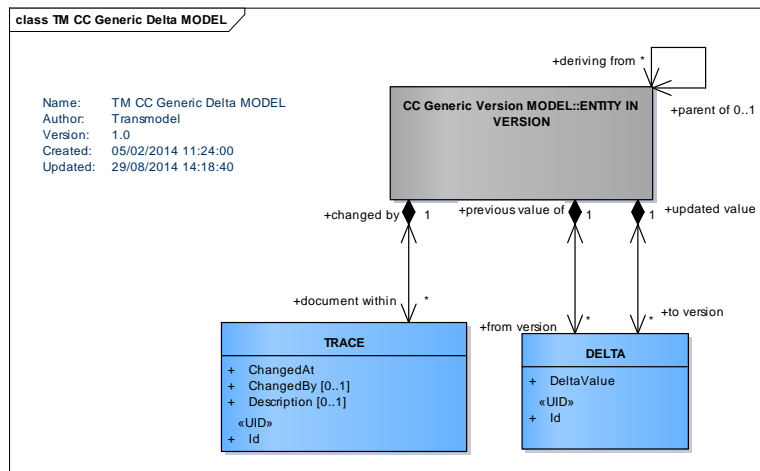 class TM CC Generic Delta MODEL
Name: TM CC Generic Delta MODEL
Author: Transmodel
Version: 1.0
Created: 05/02/2014 11:24:00
Updated: 29/08/2014 14:18:40
+deriving from *
+parent of 0..1
CC Generic Version MODEL::ENTITY IN
VERSION
+changed by 1
+previous value of 1
1 +updated value
+document within *
+from version *
* +to version
TRACE
+ ChangedAt
+ ChangedBy [0..1]
+ Description [0..1]
«UID»
+ Id
DELTA
+ DeltaValue
«UID»
+ Id